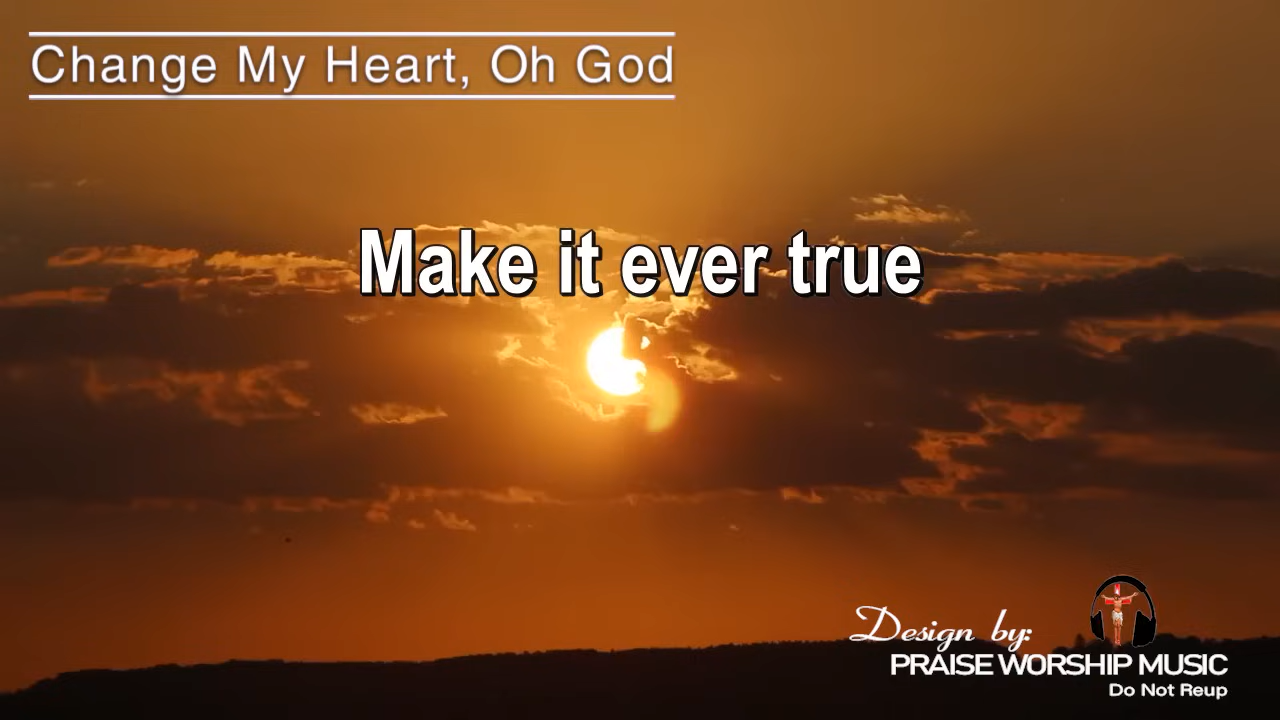 Change My Heart, Oh God
Make it ever true
Design by:
PRAISE WORSHIP MUSIC
Do Not Reup